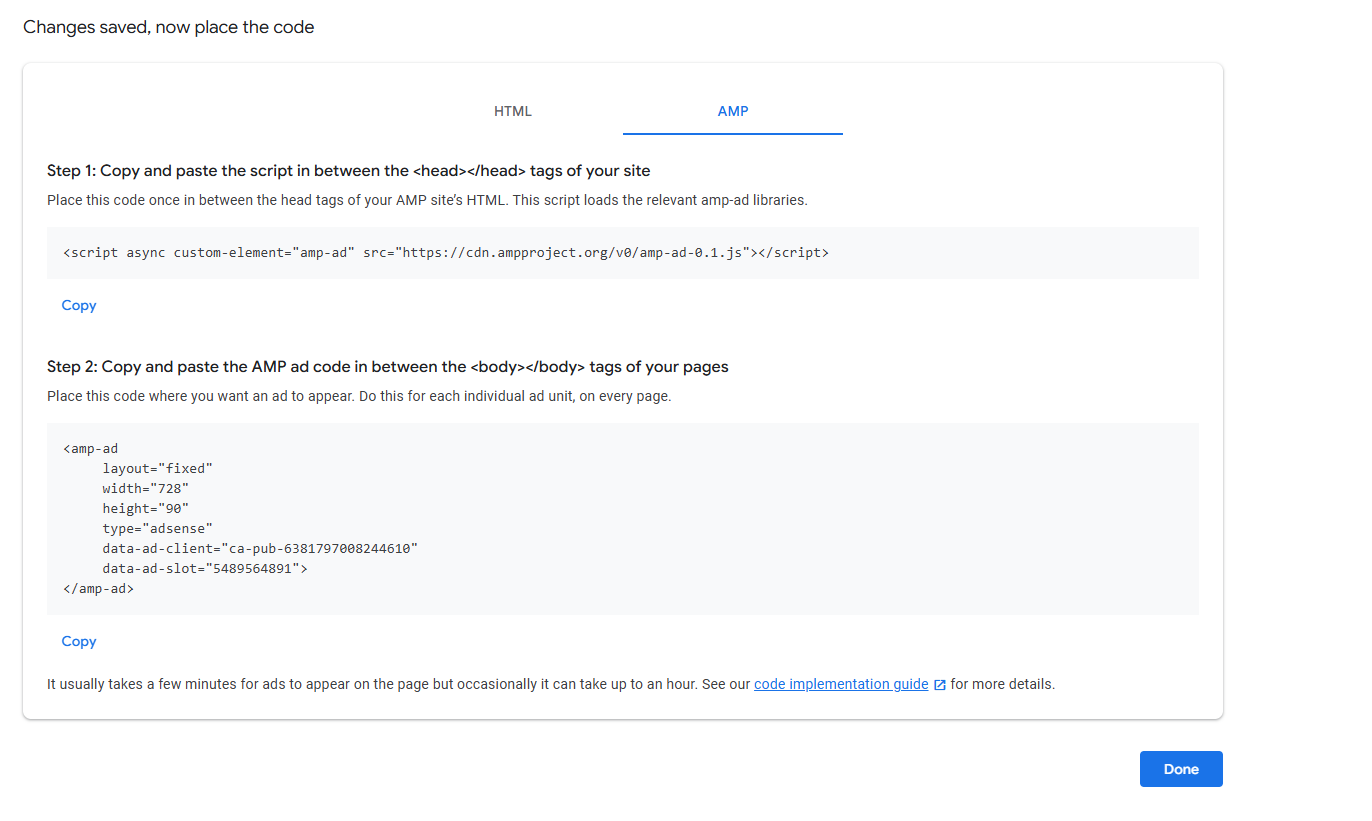 Changes saved, now place the code
HTML
AMP
Step 1: Copy and paste the script in between the <head></head> tags of your site
Place this code once in between the head tags of your AMP site’s HTML. This script loads the relevant amp-ad libraries.
<script async custom-element="amp-ad" src="https://cdn.ampproject.org/v0/amp-ad-0.1.js"></script>
Copy
Step 2: Copy and paste the AMP ad code in between the <body></body> tags of your pages
Place this code where you want an ad to appear. Do this for each individual ad unit, on every page.
<amp-ad
     layout="fixed"
     width="728"
     height="90"
     type="adsense"
     data-ad-client="ca-pub-6381797008244610"
     data-ad-slot="5489564891">
</amp-ad>
Copy
It usually takes a few minutes for ads to appear on the page but occasionally it can take up to an hour. See our code implementation guide for more details.
Done